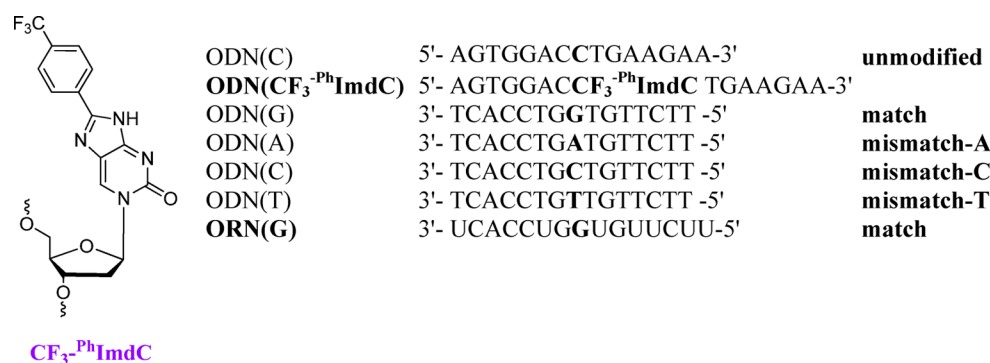 F₃C
NH
N
N
N
O
O
O
O
CF₃-ᴾʰImdC
ODN(C) 5'- AGTGGACCTGAAGAA-3' unmodified
ODN(CF₃-ᴾʰImdC) 5'- AGTGGACCF₃-ᴾʰImdC TGAAGAA-3'
ODN(G) 3'- TCACCTGGTGTTCTT -5' match
ODN(A) 3'- TCACCTGATGTTCTT -5' mismatch-A
ODN(C) 3'- TCACCTGCTGTTCTT -5' mismatch-C
ODN(T) 3'- TCACCTGTTGTTCTT -5' mismatch-T
ORN(G) 3'- UCACCUGGUGUUCUU-5' match